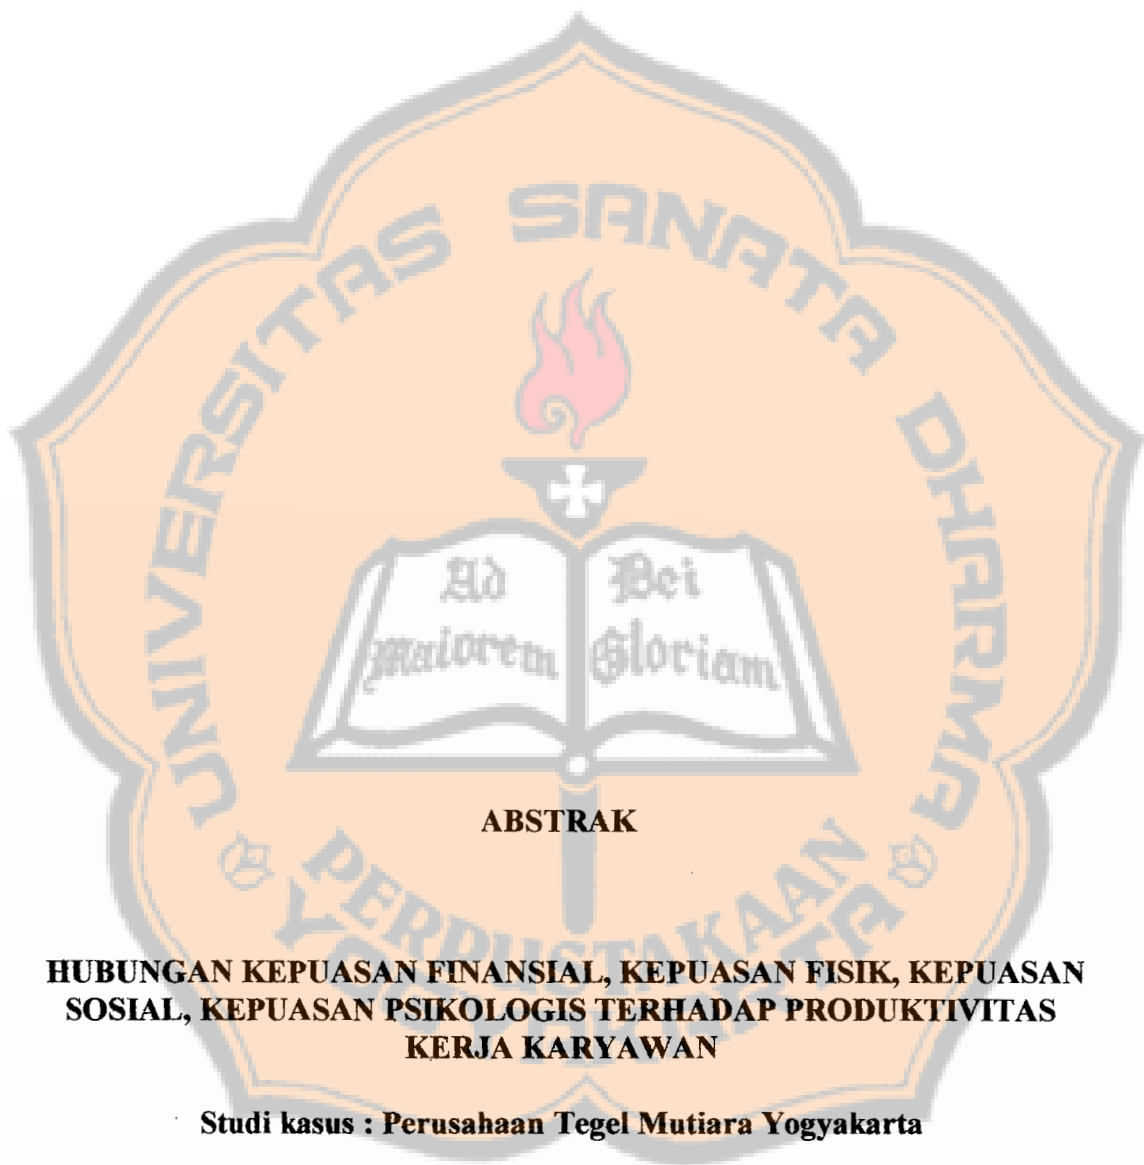 UNIVERSITAS SANATA DHARMA
Ad Dei
Maiorem Gloriam
ABSTRAK
PERPUSTAKAAN
YOGYAKARTA
HUBUNGAN KEPUASAN FINANSIAL, KEPUASAN FISIK, KEPUASAN
SOSIAL, KEPUASAN PSIKOLOGIS TERHADAP PRODUKTIVITAS
KERJA KARYAWAN
Studi kasus : Perusahaan Tegel Mutiara Yogyakarta